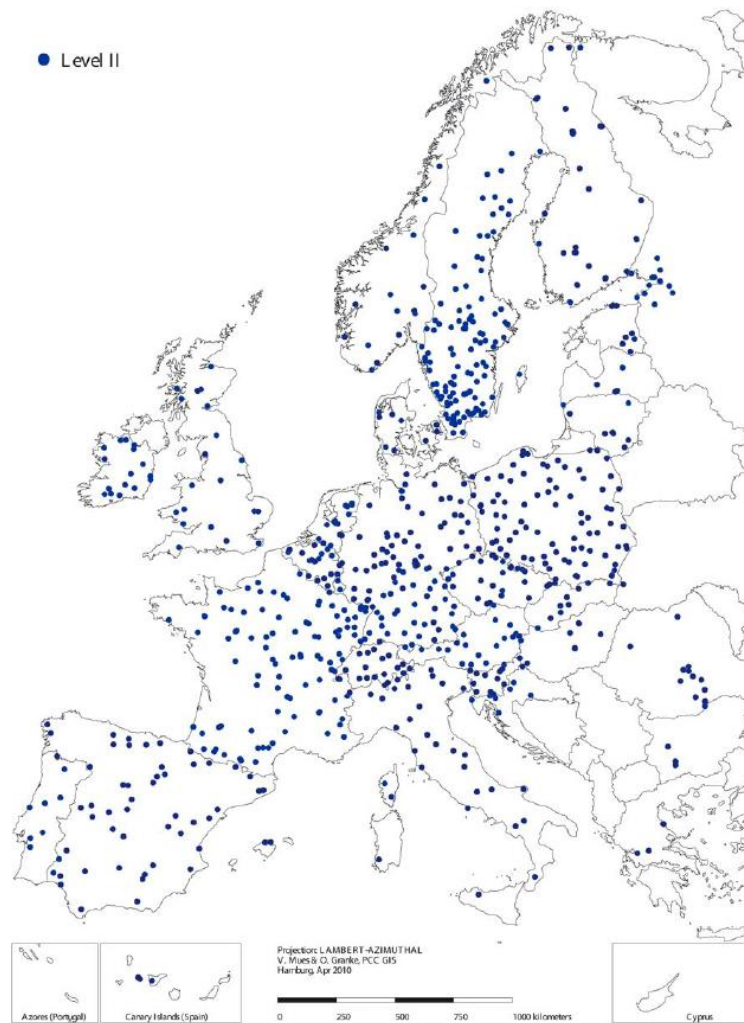 Level II
Projection: LAMBERT-AZIMUTHAL
V. Mues & O. Granke, PCC GIS
Hamburg, Apr 2010
0 250 500 750 1000 kilometers
Azores (Portugal)
Canary Islands (Spain)
Cyprus